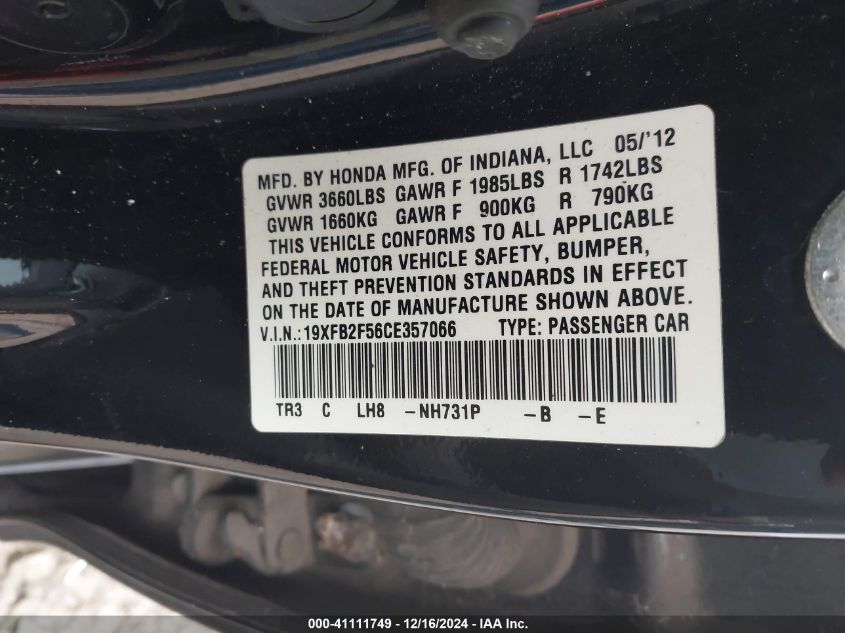 MFD. BY HONDA MFG. OF INDIANA, LLC 05/'12
GVWR 3660LBS GAWR F 1985LBS R 1742LBS
GVWR 1660KG GAWR F 900KG R 790KG
THIS VEHICLE CONFORMS TO ALL APPLICABLE
FEDERAL MOTOR VEHICLE SAFETY, BUMPER,
AND THEFT PREVENTION STANDARDS IN EFFECT
ON THE DATE OF MANUFACTURE SHOWN ABOVE.
V.I.N.:19XFB2F56CE357066 TYPE: PASSENGER CAR
TR3 C LH8 -NH731P -B -E
000-41111749 - 12/16/2024 - IAA Inc.